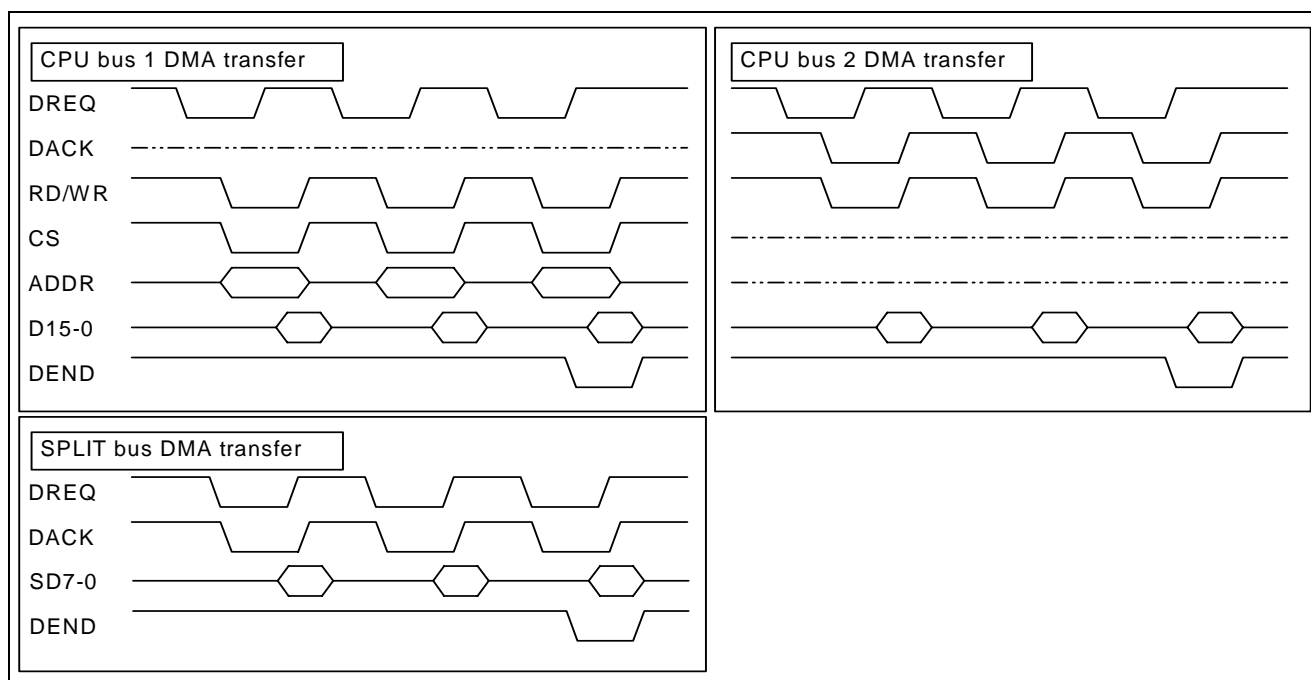 CPU bus 1 DMA transfer
DREQ
DACK
RD/WR
CS
ADDR
D15-0
DEND
CPU bus 2 DMA transfer
SPLIT bus DMA transfer
DREQ
DACK
SD7-0
DEND